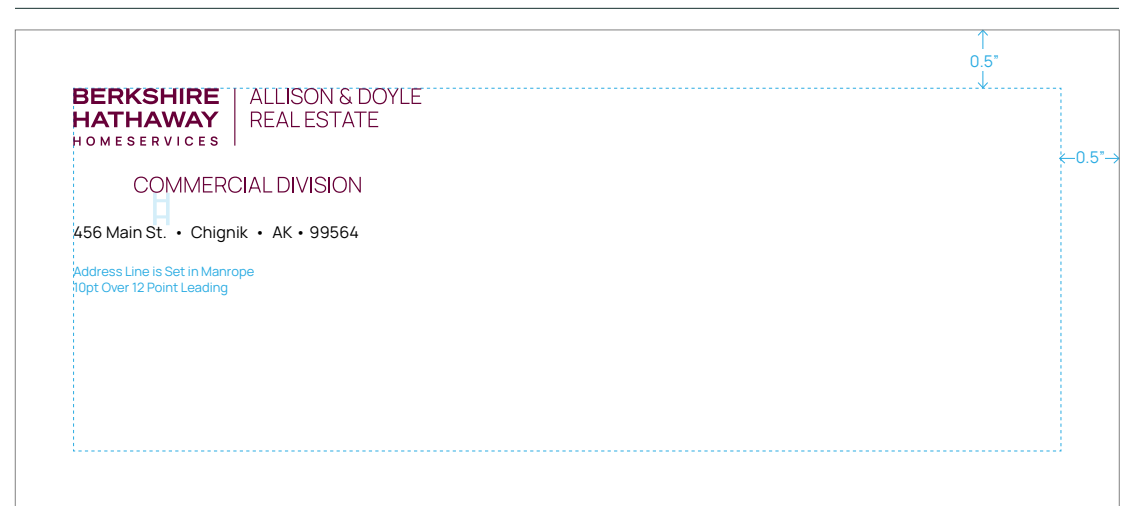 0.5”
BERKSHIRE
HATHAWAY
HOMESERVICES
ALLISON & DOYLE
REAL ESTATE
0.5”
COMMERCIAL DIVISION
H
456 Main St. • Chignik • AK • 99564
Address Line is Set in Manrope
10pt Over 12 Point Leading